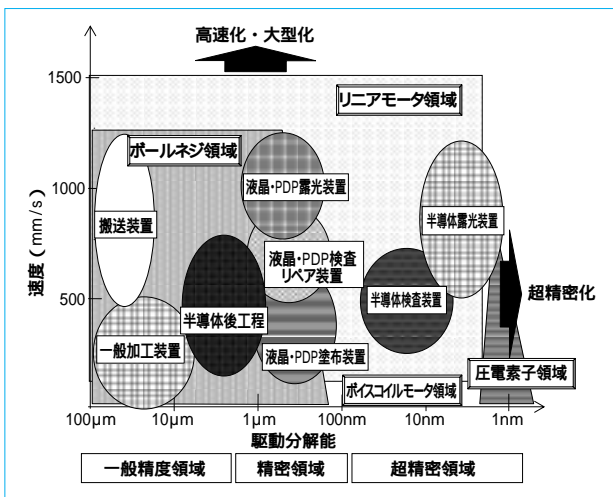 高速化・大型化
1500
リニアモータ領域
ボールネジ領域
液晶・PDP露光装置
1000
搬送装置
半導体露光装置
速度（mm/s）
液晶・PDP検査
リペア装置
超精密化
500
半導体後工程
半導体検査装置
一般加工装置
液晶・PDP塗布装置
圧電素子領域
ボイスコイルモータ領域
100μm
10μm
1μm
100nm
10nm
1nm
駆動分解能
一般精度領域
精密領域
超精密領域